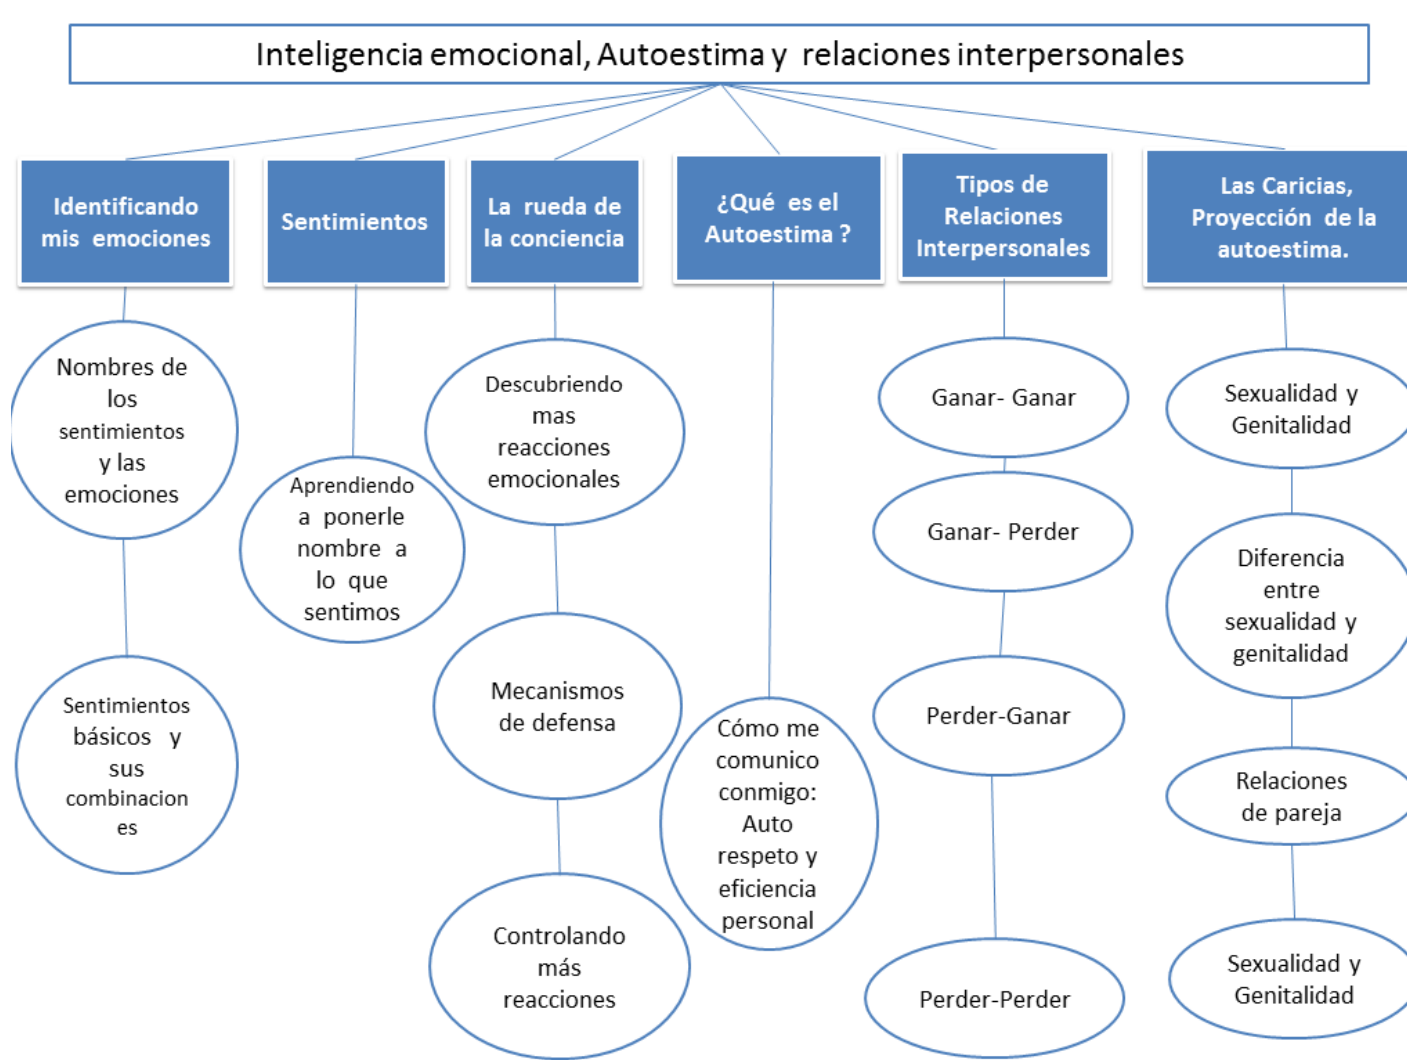 Inteligencia emocional, Autoestima y relaciones interpersonales
Identificando
mis emociones
Sentimientos
La rueda de
la conciencia
¿Qué es el
Autoestima ?
Tipos de
Relaciones
Interpersonales
Las Caricias,
Proyección de la
autoestima.
Nombres de
los
sentimientos
y las
emociones
Sentimientos
básicos y
sus
combinacion
es
Aprendiendo
a ponerle
nombre a
lo que
sentimos
Descubriendo
mas
reacciones
emocionales
Mecanismos
de defensa
Controlando
más
reacciones
Cómo me
comunico
conmigo:
Auto
respeto y
eficiencia
personal
Ganar- Ganar
Ganar- Perder
Perder-Ganar
Perder-Perder
Sexualidad y
Genitalidad
Diferencia
entre
sexualidad y
genitalidad
Relaciones
de pareja
Sexualidad y
Genitalidad